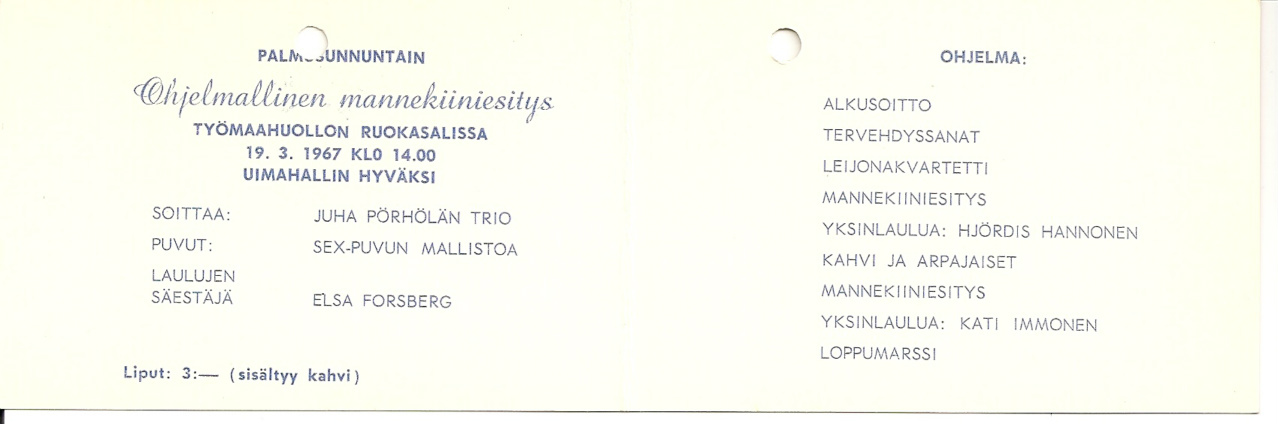 PALMUSUNNUNTAIN
Ohjelmallinen mannekiiniesitys
TYÖMAAHUOLLON RUOKASALISSA
19. 3. 1967 KLO 14.00
UIMAHALLIN HYVÄKSI
SOITTAA: JUHA PÖRHÖLÄN TRIO
PUVUT: SEX-PUVUN MALLISTOA
LAULUJEN
SÄESTÄJÄ ELSA FORSBERG
Liput: 3:— (sisältyy kahvi)
OHJELMA:
ALKUSOITTO
TERVEHDYSSANAT
LEIJONAKVARTETTI
MANNEKIINIESITYS
YKSINLAULUA: HJÖRDIS HANNONEN
KAHVI JA ARPAJAISET
MANNEKIINIESITYS
YKSINLAULUA: KATI IMMONEN
LOPPUMARSSI